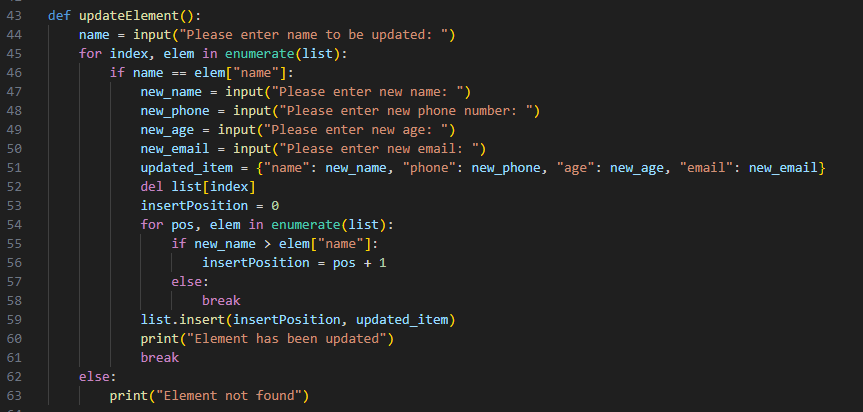 43 def updateElement():
44     name = input("Please enter name to be updated: ")
45     for index, elem in enumerate(list):
46         if name == elem["name"]:
47             new_name = input("Please enter new name: ")
48             new_phone = input("Please enter new phone number: ")
49             new_age = input("Please enter new age: ")
50             new_email = input("Please enter new email: ")
51             updated_item = {"name": new_name, "phone": new_phone, "age": new_age, "email": new_email}
52             del list[index]
53             insertPosition = 0
54             for pos, elem in enumerate(list):
55                 if new_name > elem["name"]:
56                     insertPosition = pos + 1
57                 else:
58                     break
59             list.insert(insertPosition, updated_item)
60             print("Element has been updated")
61             break
62     else:
63         print("Element not found")